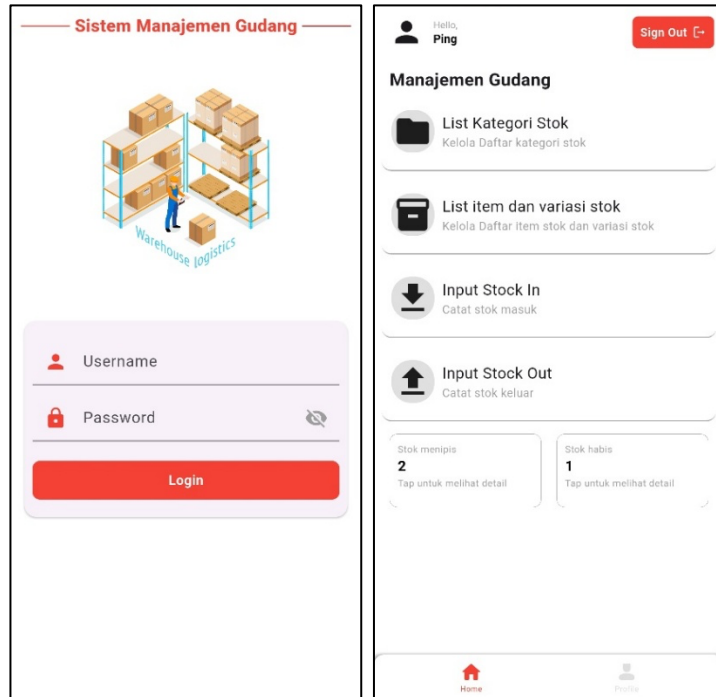 Sistem Manajemen Gudang
Warehouse logistics
Username
Password
Login
Hello,
Ping
Sign Out
Manajemen Gudang
List Kategori Stok
Kelola Daftar kategori stok
List item dan variasi stok
Kelola Daftar item stok dan variasi stok
Input Stock In
Catat stok masuk
Input Stock Out
Catat stok keluar
Stok menipis
2
Tap untuk melihat detail
Stok habis
1
Tap untuk melihat detail
Home
Profile